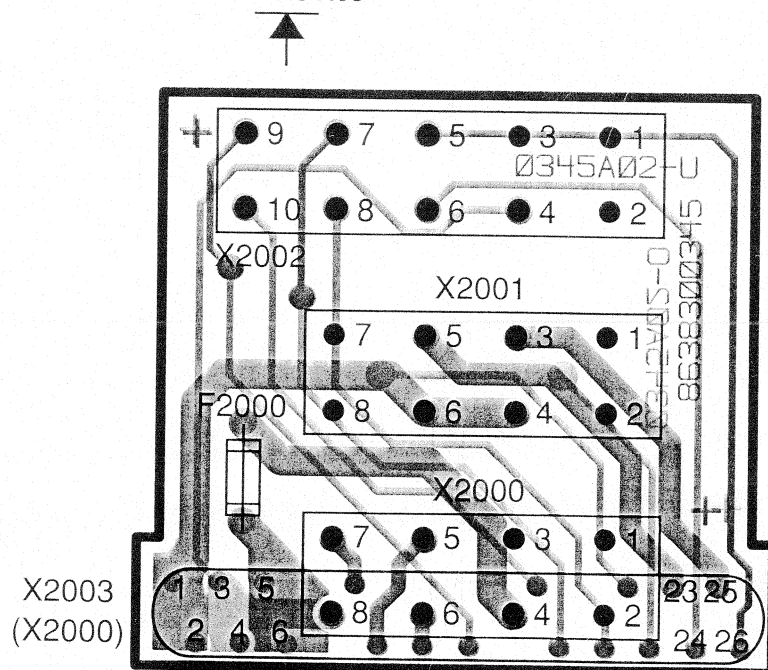 9 7 5 3 1
0345A02-U
10 8 6 4 2
X2002
8638300345
X2001
7 5 3 1
F2000
8 6 4 2
X2000
7 5 3 1
X2003
1 3 5
23 25
(X2000)
8 6 4 2
2 4 6
24 26